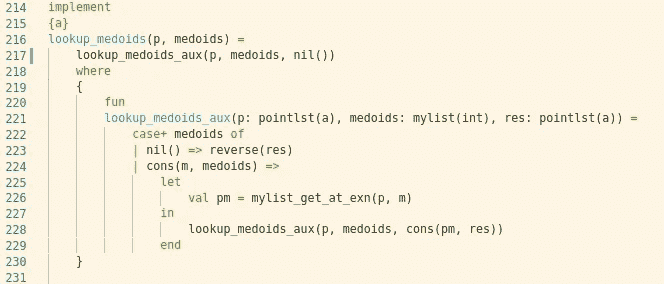 214 implement
215 {a}
216 lookup_medoids(p, medoids) =
217     lookup_medoids_aux(p, medoids, nil())
218     where
219     {
220         fun
221         lookup_medoids_aux(p: pointlst(a), medoids: mylist(int), res: pointlst(a)) =
222             case+ medoids of
223             | nil() => reverse(res)
224             | cons(m, medoids) =>
225                 let
226                     val pm = mylist_get_at_exn(p, m)
227                 in
228                     lookup_medoids_aux(p, medoids, cons(pm, res))
229                 end
230     }
231